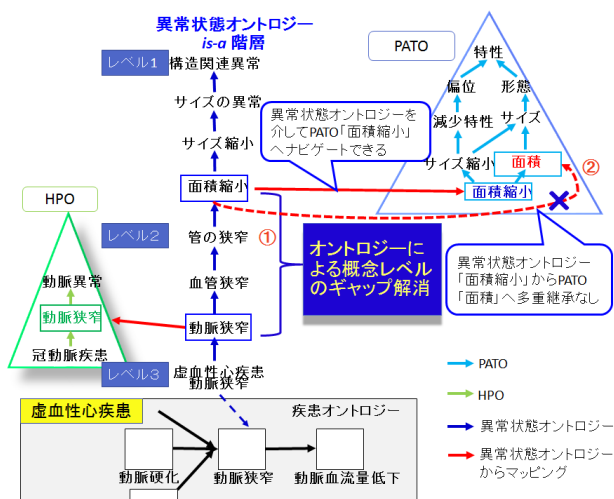 異常状態オントロジー
is-a 階層
レベル1
構造関連異常
サイズの異常
サイズ縮小
面積縮小
レベル2
管の狭窄
血管狭窄
動脈狭窄
レベル3
虚血性心疾患
動脈狭窄
①
異常状態オントロジーを
介してPATO「面積縮小」
へナビゲートできる
PATO
特性
偏位
形態
減少特性
サイズ
サイズ縮小
面積
面積縮小
②
異常状態オントロジー
「面積縮小」からPATO
「面積」へ多重継承なし
オントロジーに
よる概念レベル
のギャップ解消
HPO
動脈異常
動脈狭窄
冠動脈疾患
PATO
HPO
異常状態オントロジー
異常状態オントロジー
からマッピング
虚血性心疾患
疾患オントロジー
動脈硬化
動脈狭窄
動脈血流量低下